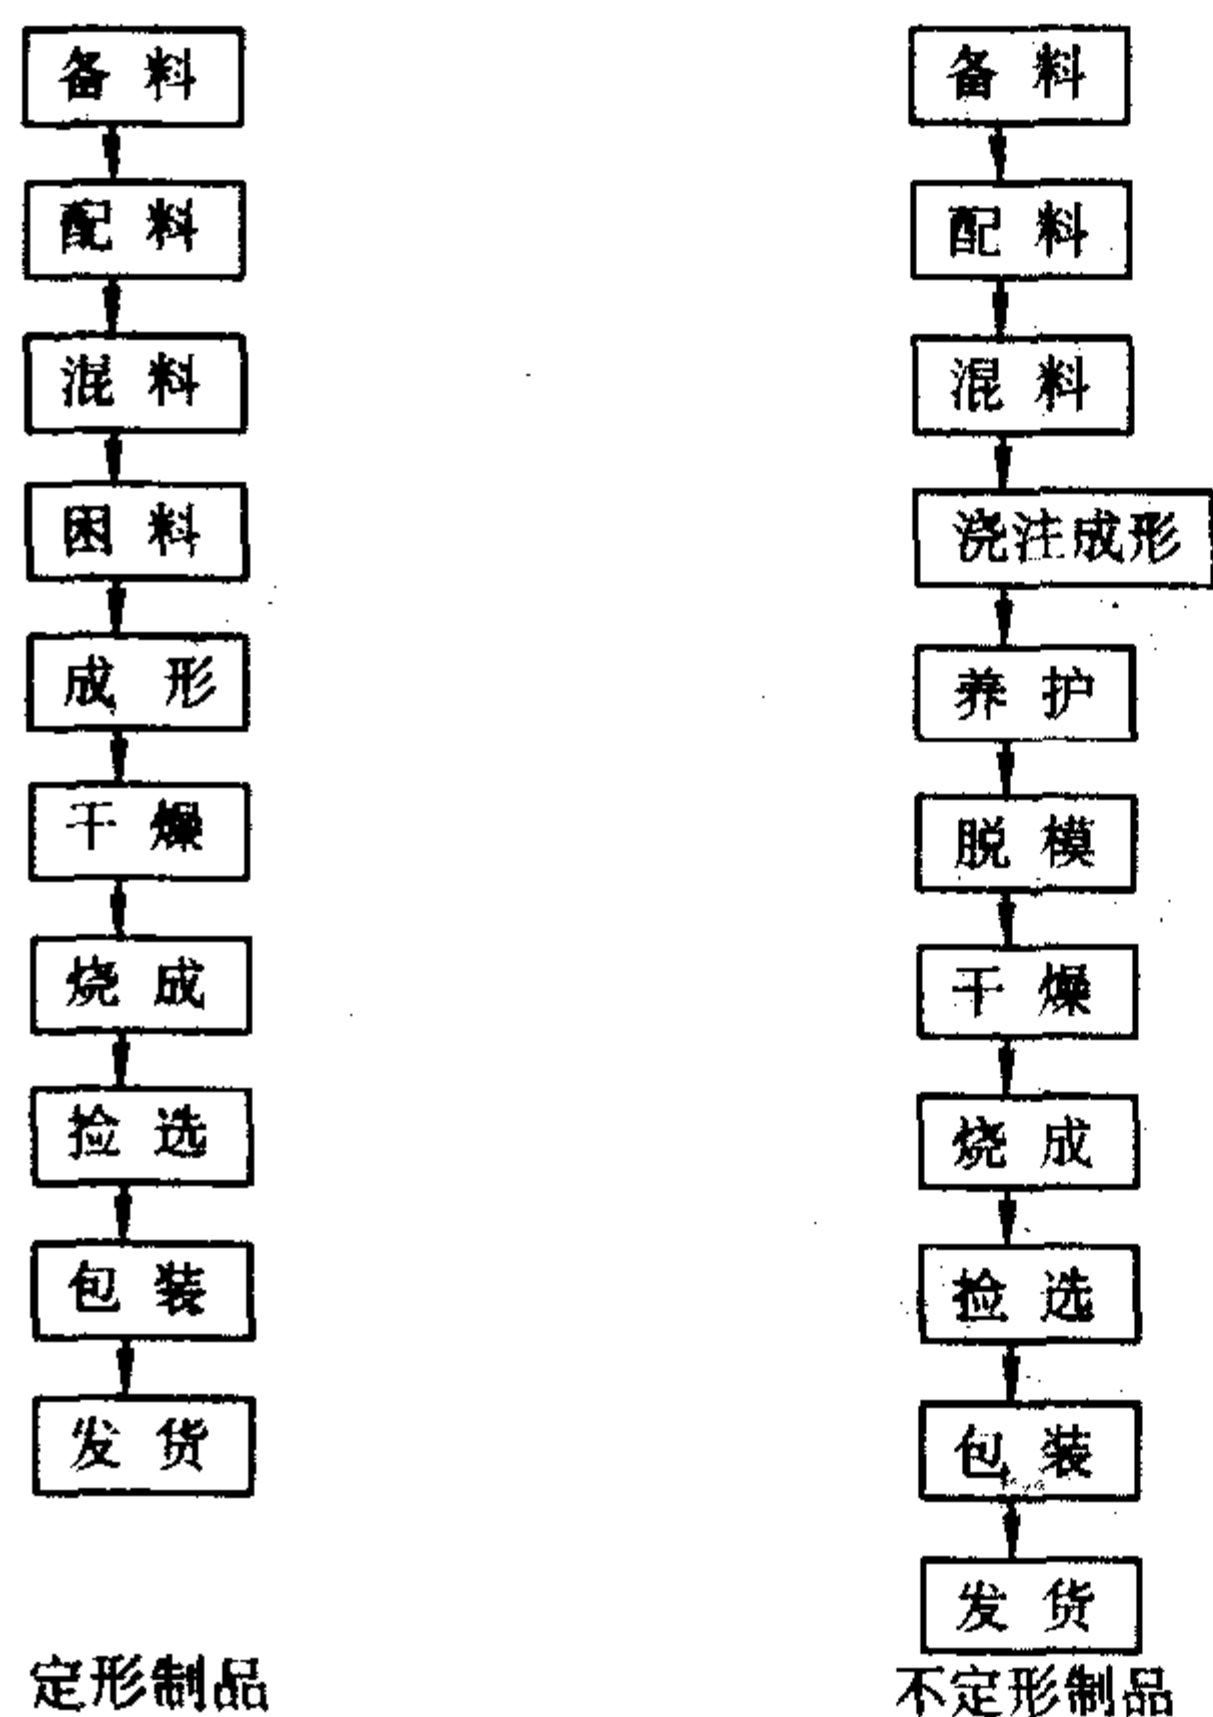 备料
配料
混料
困料
成形
干燥
烧成
捡选
包装
发货
定形制品
备料
配料
混料
浇注成形
养护
脱模
干燥
烧成
捡选
包装
发货
不定形制品